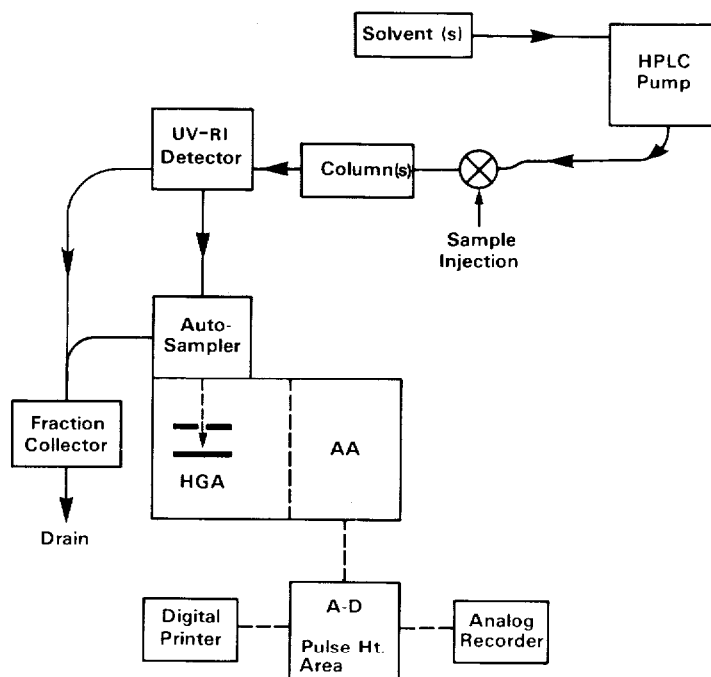 Solvent (s)
HPLC
Pump
UV-RI
Detector
Column(s)
Sample
Injection
Auto-
Sampler
Fraction
Collector
HGA
AA
Drain
Digital
Printer
A-D
Pulse Ht.
Area
Analog
Recorder